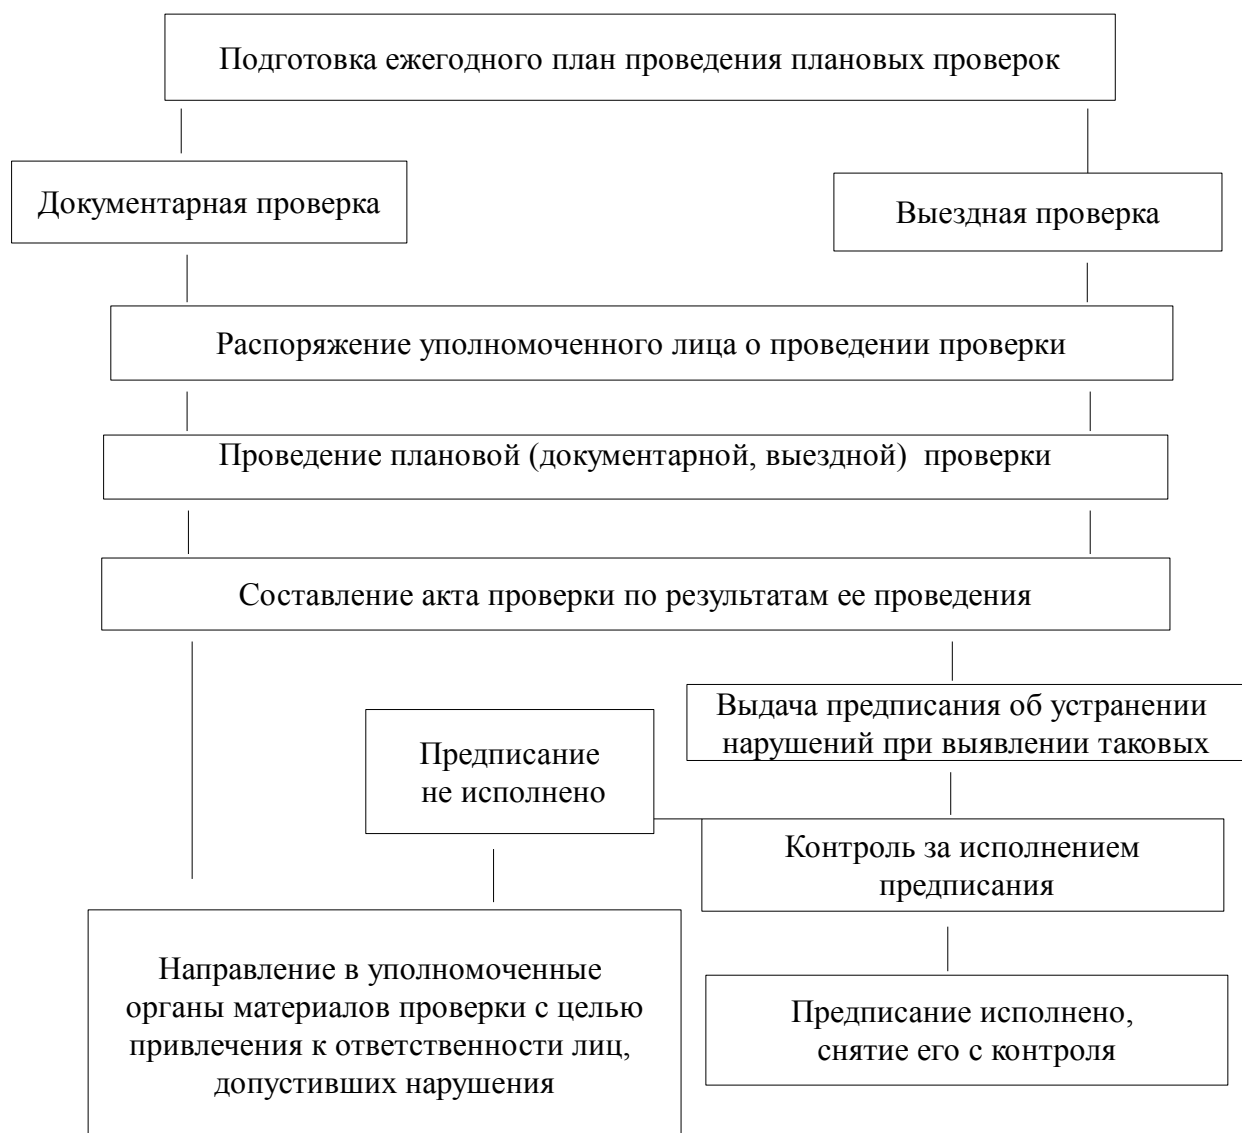 Подготовка ежегодного план проведения плановых проверок
Документарная проверка
Выездная проверка
Распоряжение уполномоченного лица о проведении проверки
Проведение плановой (документарной, выездной) проверки
Составление акта проверки по результатам ее проведения
Выдача предписания об устранении
нарушений при выявлении таковых
Предписание
не исполнено
Контроль за исполнением
предписания
Направление в уполномоченные
органы материалов проверки с целью
привлечения к ответственности лиц,
допустивших нарушения
Предписание исполнено,
снятие его с контроля